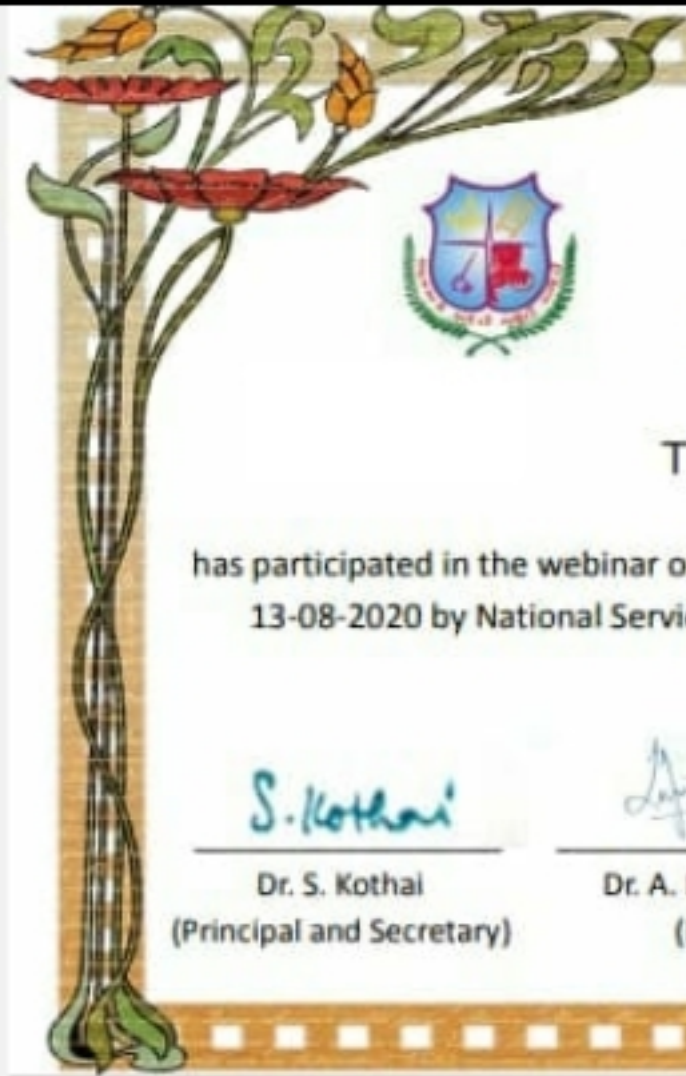 T
has participated in the webinar o
13-08-2020 by National Servi
S. Kothai
Dr. S. Kothai
Dr. A.
(Principal and Secretary)
(